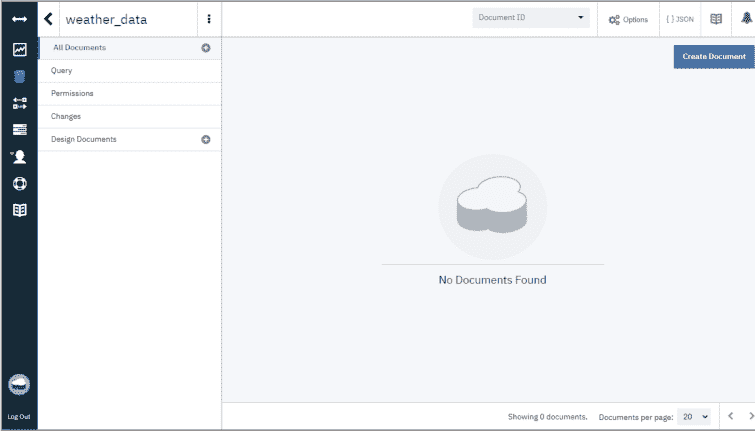 weather_data
Document ID
Options
{ } JSON
All Documents
Create Document
Query
Permissions
Changes
Design Documents
No Documents Found
Log Out
Showing 0 documents.
Documents per page: 20